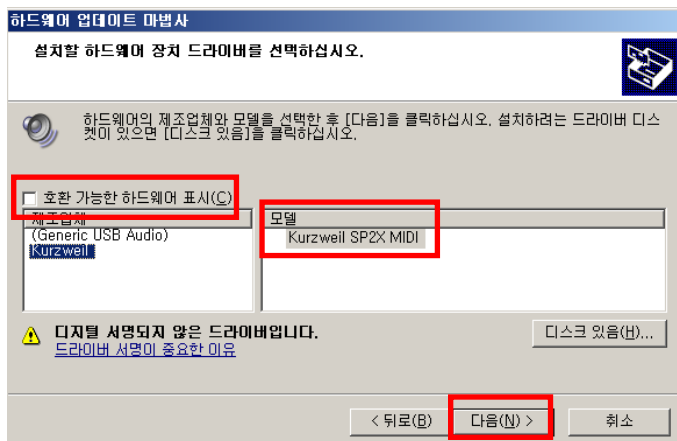 하드웨어 업데이트 마법사
설치할 하드웨어 장치 드라이버를 선택하십시오.
하드웨어의 제조업체와 모델을 선택한 후 [다음]을 클릭하십시오. 설치하려는 드라이버 디스
켓이 있으면 [디스크 있음]을 클릭하십시오.
호환 가능한 하드웨어 표시(C)
제조업체
(Generic USB Audio)
Kurzweil
모델
Kurzweil SP2X MIDI
디지털 서명되지 않은 드라이버입니다.
드라이버 서명이 중요한 이유
디스크 있음(H)...
< 뒤로(B)
다음(N) >
취소